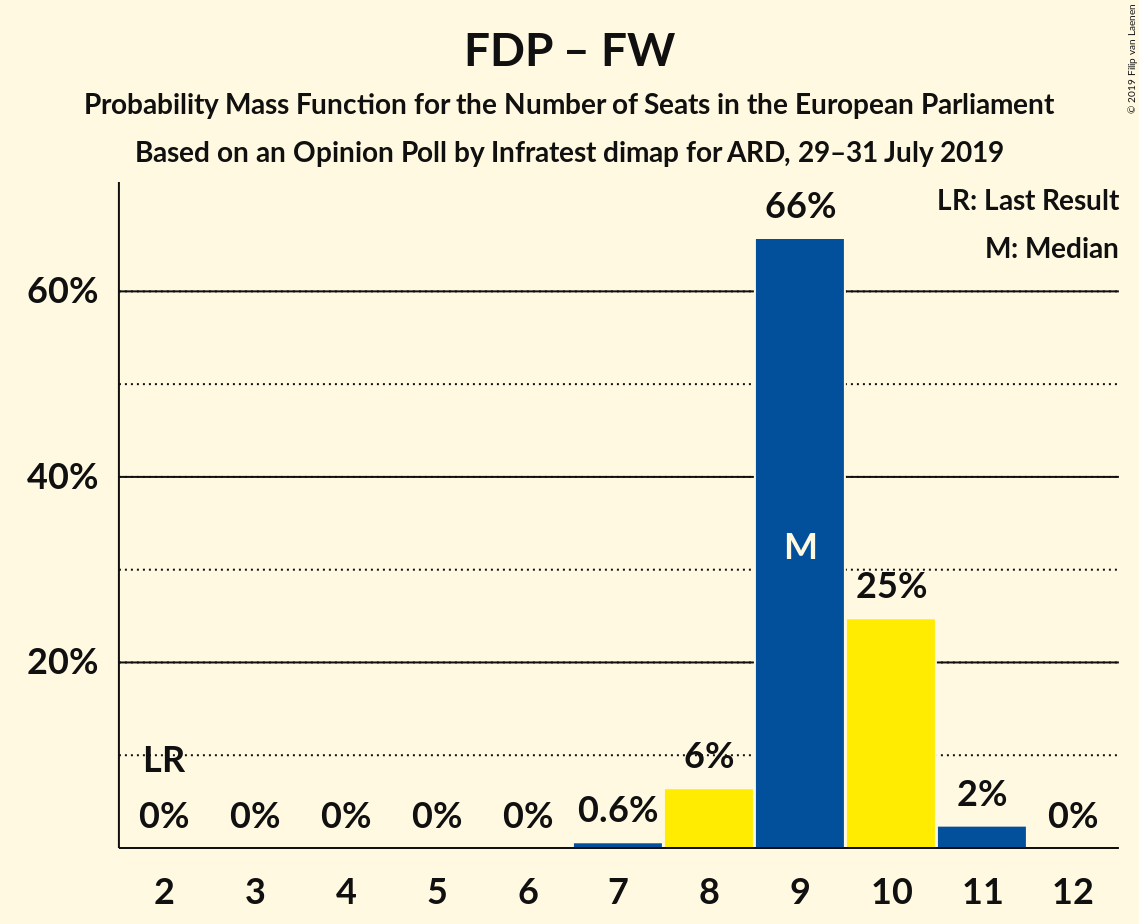 FDP – FW
Probability Mass Function for the Number of Seats in the European Parliament
Based on an Opinion Poll by Infratest dimap for ARD, 29–31 July 2019
© 2019 Filip van Laenen
LR: Last Result
M: Median
66%
60%
40%
M
25%
20%
LR
6%
0% 0% 0% 0% 0% 0.6% 2% 0%
2 3 4 5 6 7 8 9 10 11 12